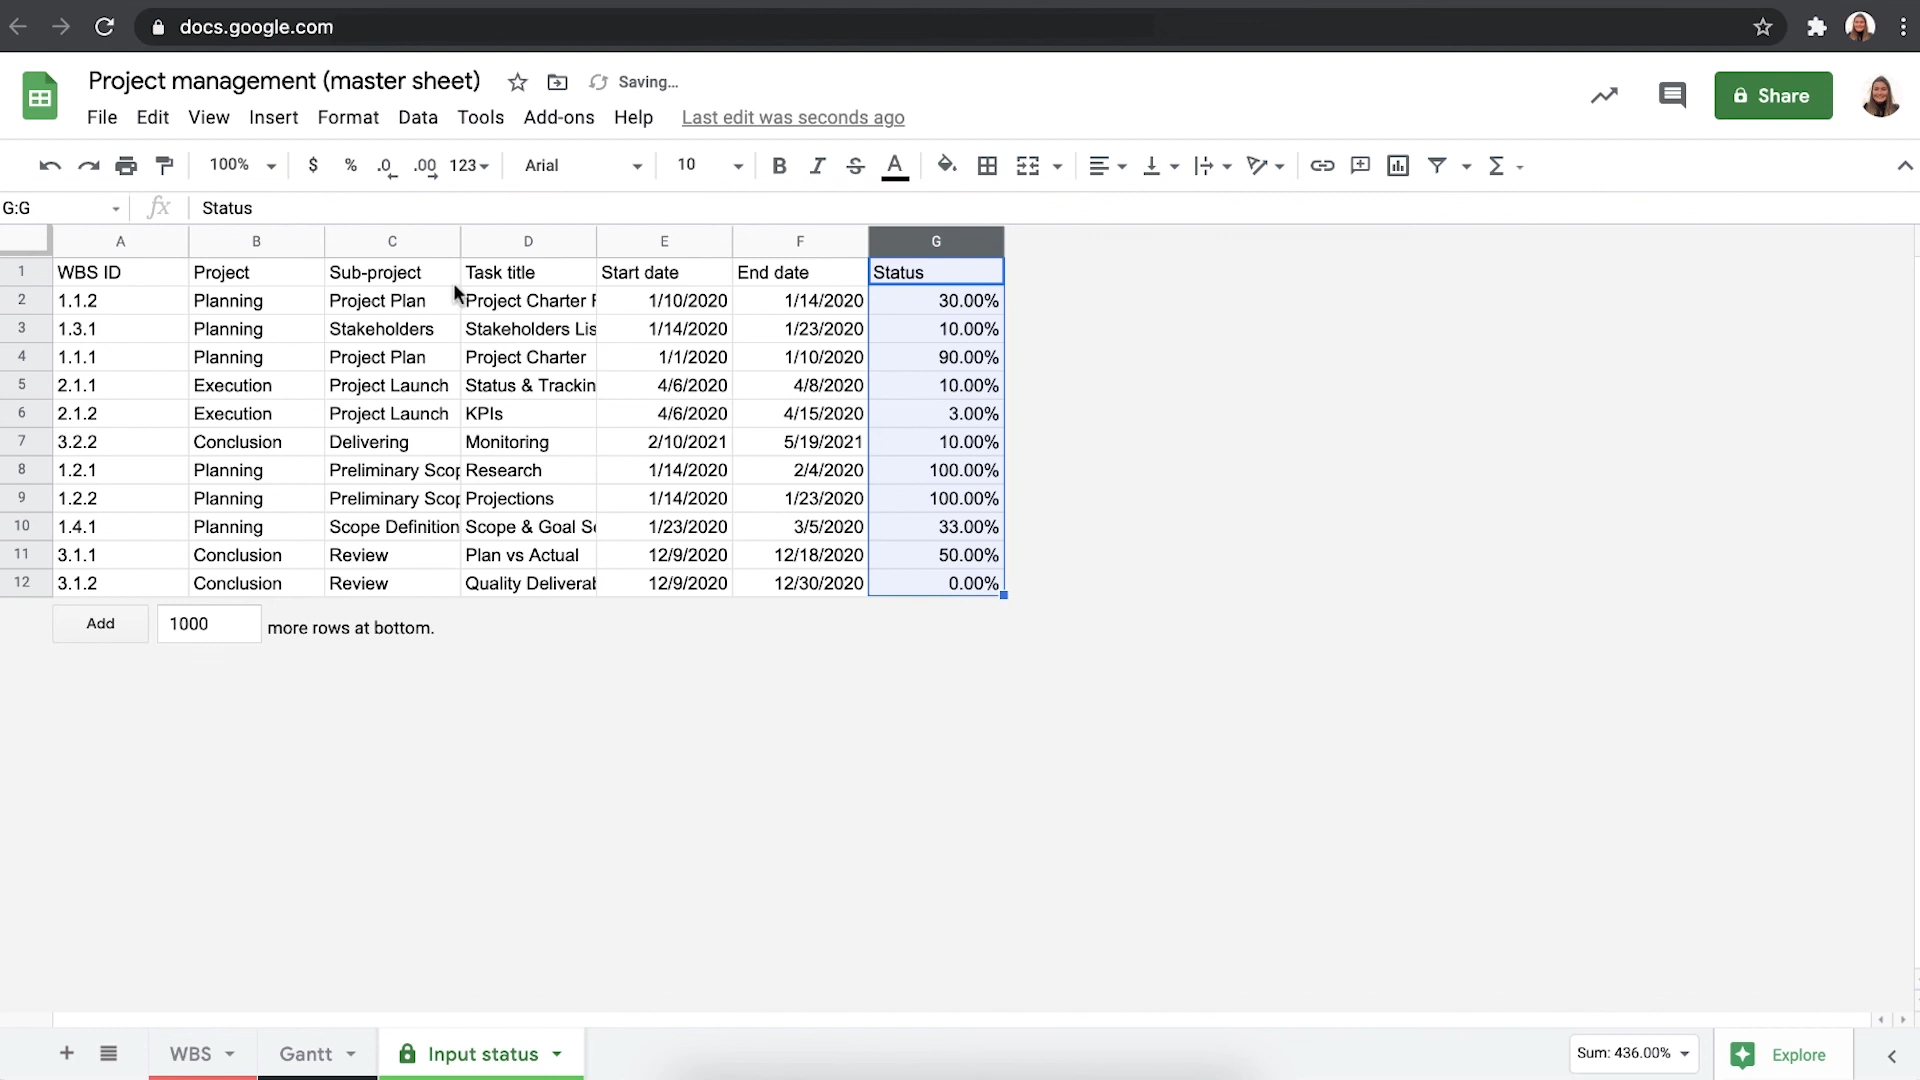 docs.google.com
Project management (master sheet) Saving...
File Edit View Insert Format Data Tools Add-ons Help Last edit was seconds ago
Share
100% $ % .0 .00 123 Arial 10 B I S A Σ
G:G fx Status
A B C D E F G
1 WBS ID Project Sub-project Task title Start date End date Status
2 1.1.2 Planning Project Plan Project Charter 1/10/2020 1/14/2020 30.00%
3 1.3.1 Planning Stakeholders Stakeholders Lis 1/14/2020 1/23/2020 10.00%
4 1.1.1 Planning Project Plan Project Charter 1/1/2020 1/10/2020 90.00%
5 2.1.1 Execution Project Launch Status & Trackin 4/6/2020 4/8/2020 10.00%
6 2.1.2 Execution Project Launch KPIs 4/6/2020 4/15/2020 3.00%
7 3.2.2 Conclusion Delivering Monitoring 2/10/2021 5/19/2021 10.00%
8 1.2.1 Planning Preliminary Scop Research 1/14/2020 2/4/2020 100.00%
9 1.2.2 Planning Preliminary Scop Projections 1/14/2020 1/23/2020 100.00%
10 1.4.1 Planning Scope Definition Scope & Goal Se 1/23/2020 3/5/2020 33.00%
11 3.1.1 Conclusion Review Plan vs Actual 12/9/2020 12/18/2020 50.00%
12 3.1.2 Conclusion Review Quality Deliverab 12/9/2020 12/30/2020 0.00%
Add 1000 more rows at bottom.
WBS Gantt Input status Sum: 436.00% Explore